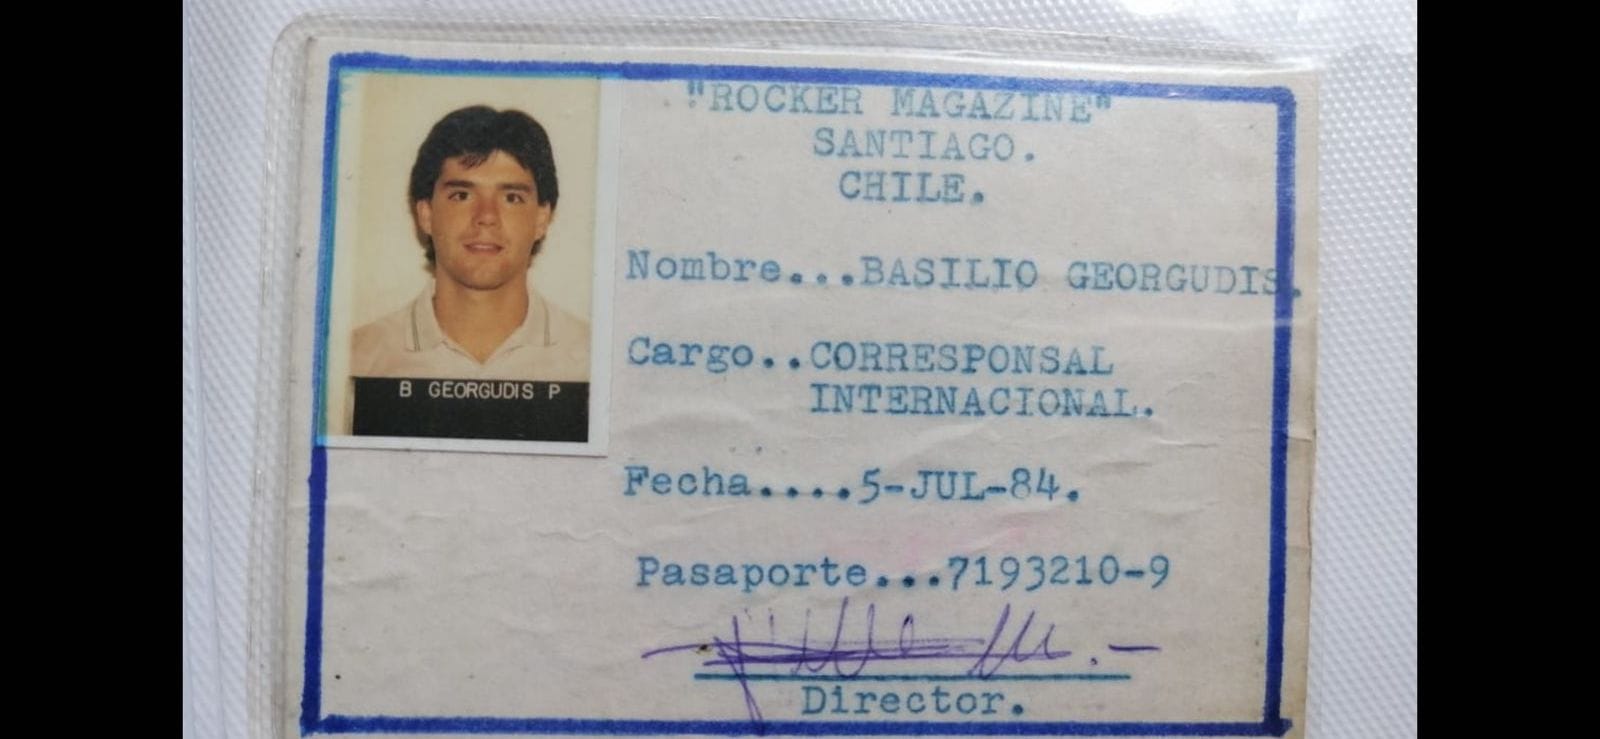 "ROCKER MAGAZINE"
SANTIAGO.
CHILE.
B GEORGUDIS P
Nombre...BASILIO GEORGUDIS.
Cargo..CORRESPONSAL
INTERNACIONAL.
Fecha....5-JUL-84.
Pasaporte...7193210-9
Director.